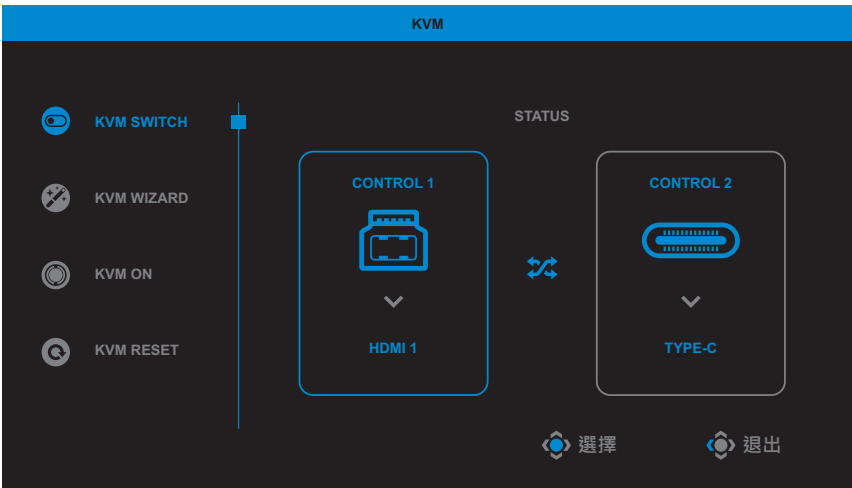 KVM
KVM SWITCH
KVM WIZARD
KVM ON
KVM RESET
STATUS
CONTROL 1
HDMI 1
CONTROL 2
TYPE-C
選擇
退出